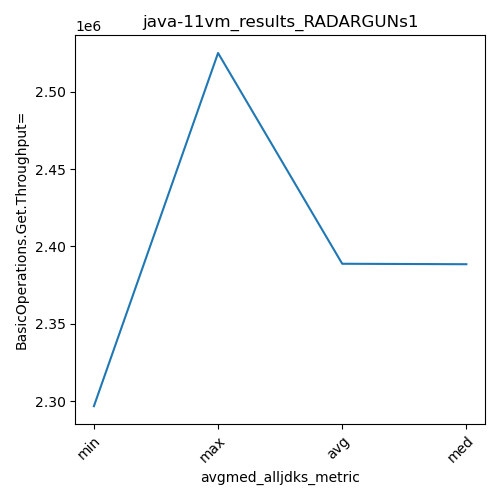 java-11vm_results_RADARGUNs1
1e6
2.50
2.45
2.40
2.35
2.30
BasicOperations.Get.Throughput=
min
max
avg
med
avgmed_alljdks_metric